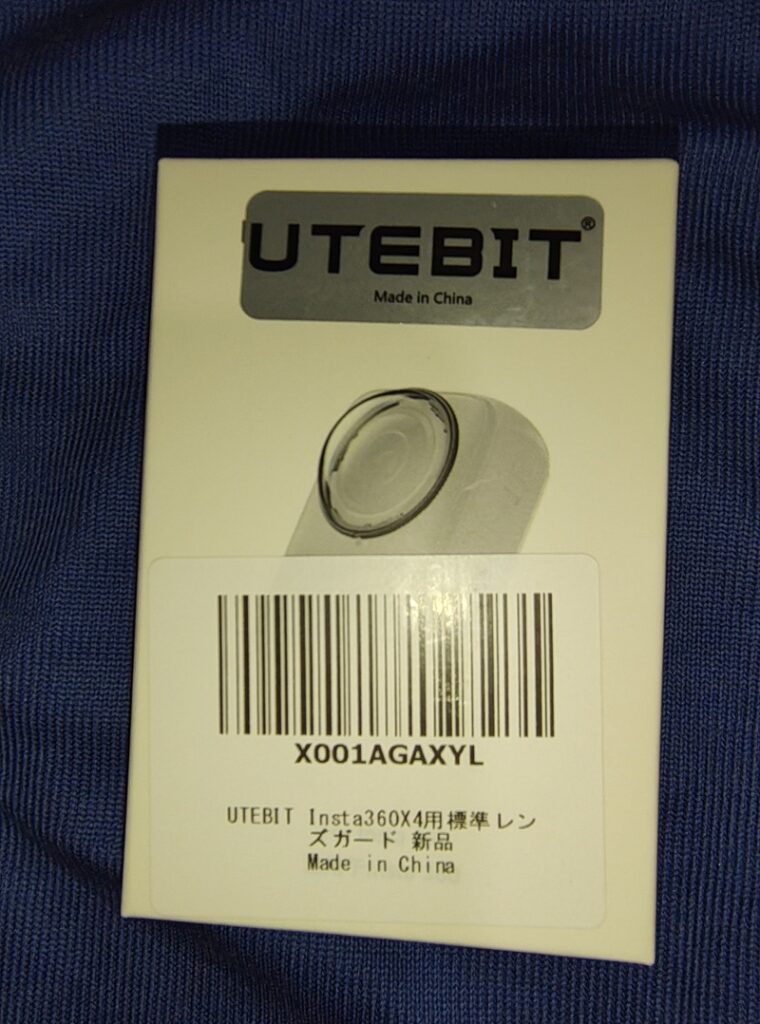 UTEBIT®
Made in China
X001AGAXYL
UTEBIT Insta360X4用標準レン
ズガード 新品
Made in China